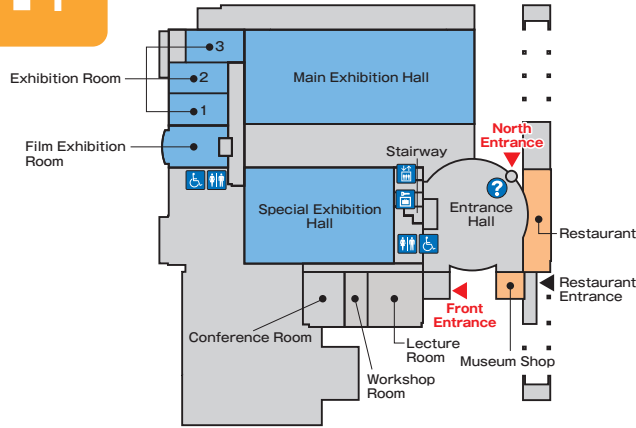 3
Exhibition Room
2
Main Exhibition Hall
1
North
Entrance
Film Exhibition
Room
Stairway
?
Special Exhibition
Hall
Entrance
Hall
Restaurant
Restaurant
Entrance
Front
Entrance
Conference Room
Lecture
Room
Museum Shop
Workshop
Room